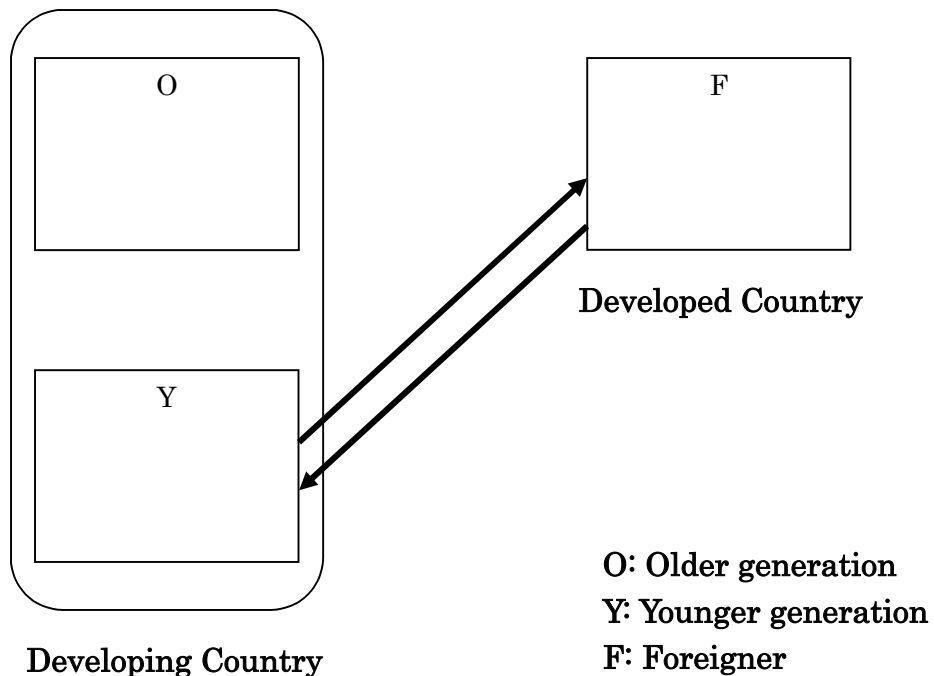 O
F
Developed Country
Y
O: Older generation
Y: Younger generation
F: Foreigner
Developing Country